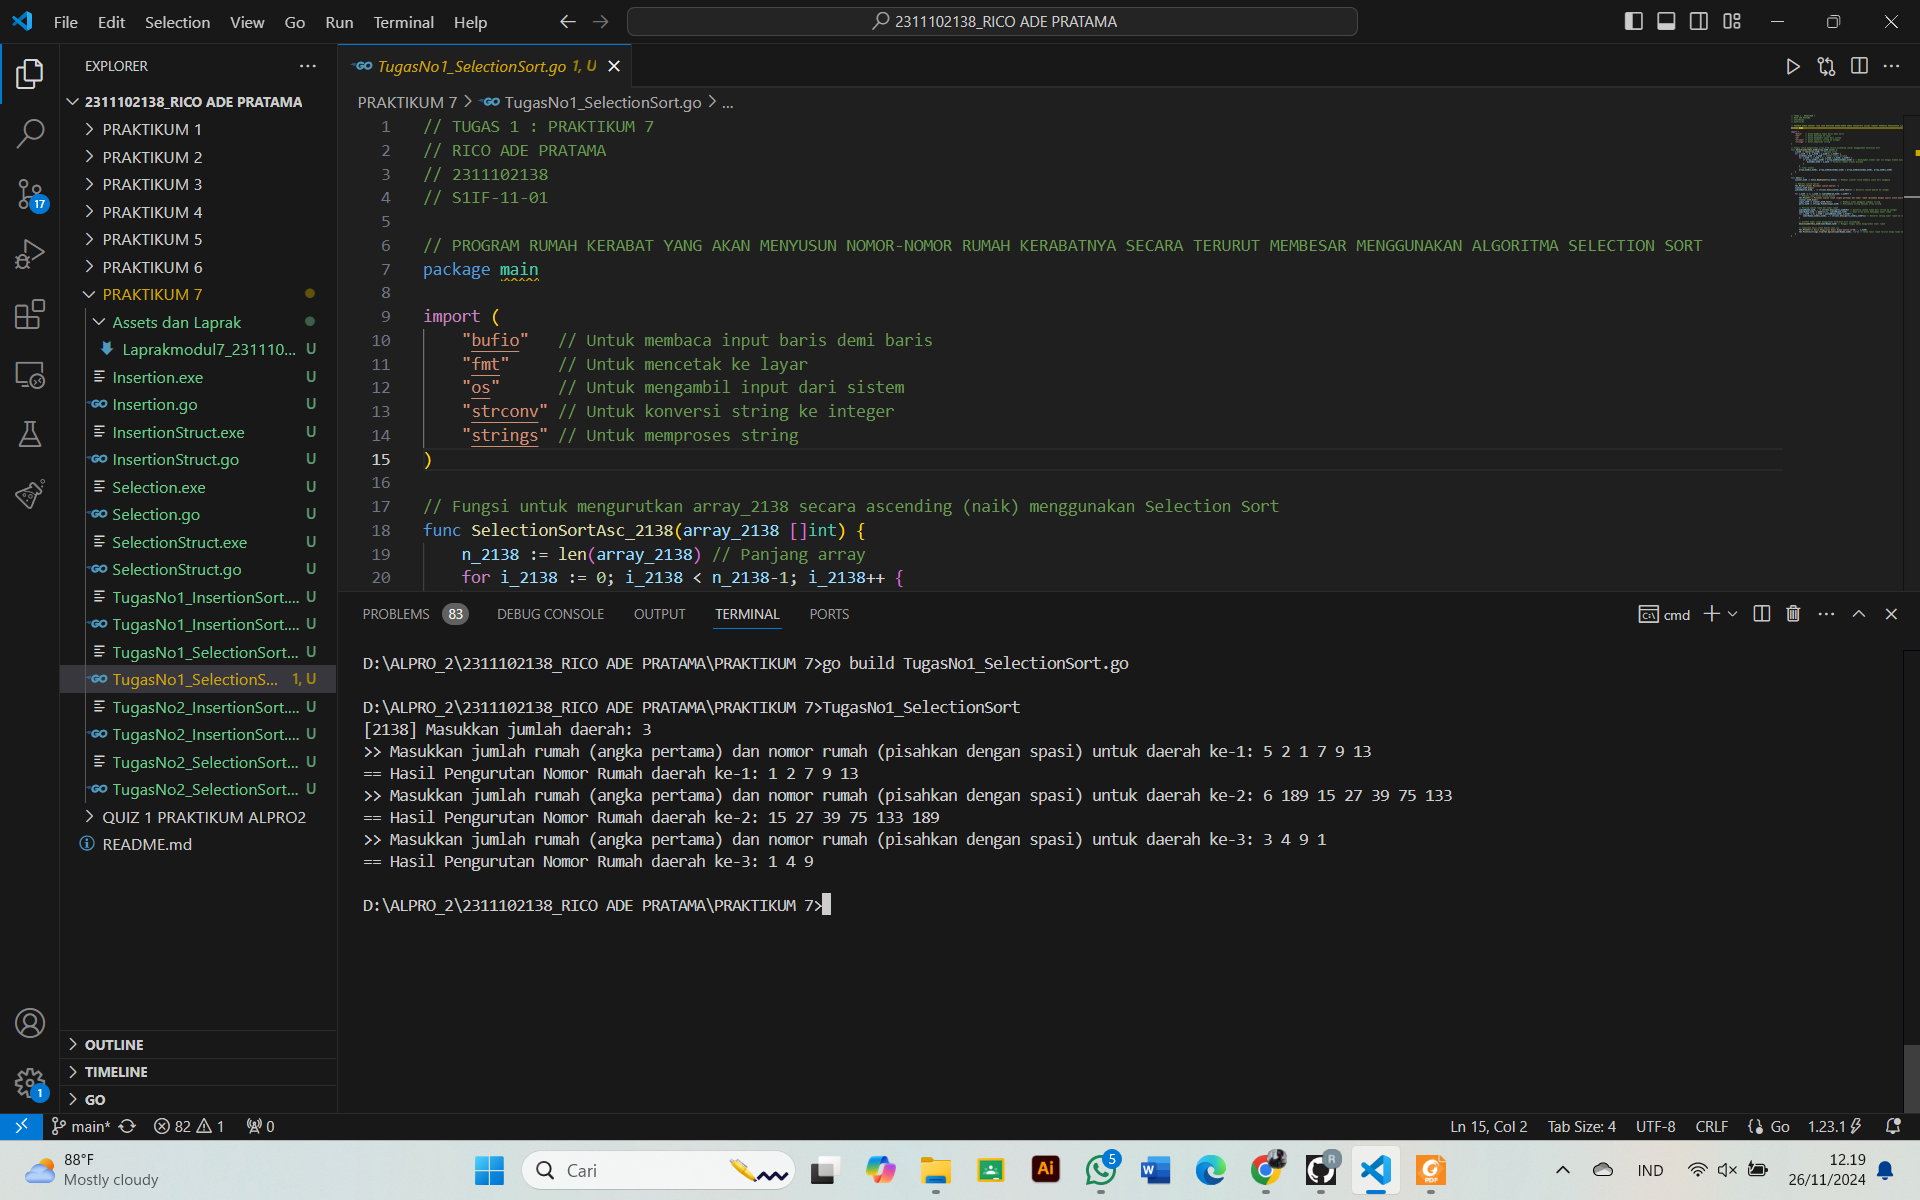 File Edit Selection View Go Run Terminal Help
2311102138_RICO ADE PRATAMA
EXPLORER
2311102138_RICO ADE PRATAMA
PRAKTIKUM 1
PRAKTIKUM 2
PRAKTIKUM 3
PRAKTIKUM 4
PRAKTIKUM 5
PRAKTIKUM 6
PRAKTIKUM 7
Assets dan Laprak
Laprakmodul7_231110... U
Insertion.exe U
Insertion.go U
InsertionStruct.exe U
InsertionStruct.go U
Selection.exe U
Selection.go U
SelectionStruct.exe U
SelectionStruct.go U
TugasNo1_InsertionSort.... U
TugasNo1_InsertionSort.... U
TugasNo1_SelectionSort... U
TugasNo1_SelectionS... 1, U
TugasNo2_InsertionSort.... U
TugasNo2_InsertionSort.... U
TugasNo2_SelectionSort... U
TugasNo2_SelectionSort... U
QUIZ 1 PRAKTIKUM ALPRO2
README.md
OUTLINE
TIMELINE
GO
17
1
TugasNo1_SelectionSort.go 1, U
PRAKTIKUM 7 > TugasNo1_SelectionSort.go > ...
1 // TUGAS 1 : PRAKTIKUM 7
2 // RICO ADE PRATAMA
3 // 2311102138
4 // S1IF-11-01
5
6 // PROGRAM RUMAH KERABAT YANG AKAN MENYUSUN NOMOR-NOMOR RUMAH KERABATNYA SECARA TERURUT MEMBESAR MENGGUNAKAN ALGORITMA SELECTION SORT
7 package main
8
9 import (
10 "bufio" // Untuk membaca input baris demi baris
11 "fmt" // Untuk mencetak ke layar
12 "os" // Untuk mengambil input dari sistem
13 "strconv" // Untuk konversi string ke integer
14 "strings" // Untuk memproses string
15 )
16
17 // Fungsi untuk mengurutkan array_2138 secara ascending (naik) menggunakan Selection Sort
18 func SelectionSortAsc_2138(array_2138 []int) {
19 n_2138 := len(array_2138) // Panjang array
20 for i_2138 := 0; i_2138 < n_2138-1; i_2138++ {
PROBLEMS 83 DEBUG CONSOLE OUTPUT TERMINAL PORTS
cmd
D:\ALPRO_2\2311102138_RICO ADE PRATAMA\PRAKTIKUM 7>go build TugasNo1_SelectionSort.go
D:\ALPRO_2\2311102138_RICO ADE PRATAMA\PRAKTIKUM 7>TugasNo1_SelectionSort
[2138] Masukkan jumlah daerah: 3
>> Masukkan jumlah rumah (angka pertama) dan nomor rumah (pisahkan dengan spasi) untuk daerah ke-1: 5 2 1 7 9 13
== Hasil Pengurutan Nomor Rumah daerah ke-1: 1 2 7 9 13
>> Masukkan jumlah rumah (angka pertama) dan nomor rumah (pisahkan dengan spasi) untuk daerah ke-2: 6 189 15 27 39 75 133
== Hasil Pengurutan Nomor Rumah daerah ke-2: 15 27 39 75 133 189
>> Masukkan jumlah rumah (angka pertama) dan nomor rumah (pisahkan dengan spasi) untuk daerah ke-3: 3 4 9 1
== Hasil Pengurutan Nomor Rumah daerah ke-3: 1 4 9
D:\ALPRO_2\2311102138_RICO ADE PRATAMA\PRAKTIKUM 7>
main* 82 1 0
Ln 15, Col 2 Tab Size: 4 UTF-8 CRLF Go 1.23.1
88°F
Mostly cloudy
Cari
Ai
5
R
PDF
IND
12.19
26/11/2024